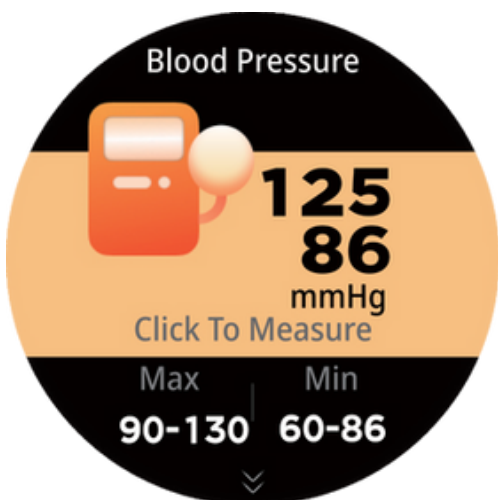 Blood Pressure
125
86
mmHg
Click To Measure
Max Min
90-130 60-86